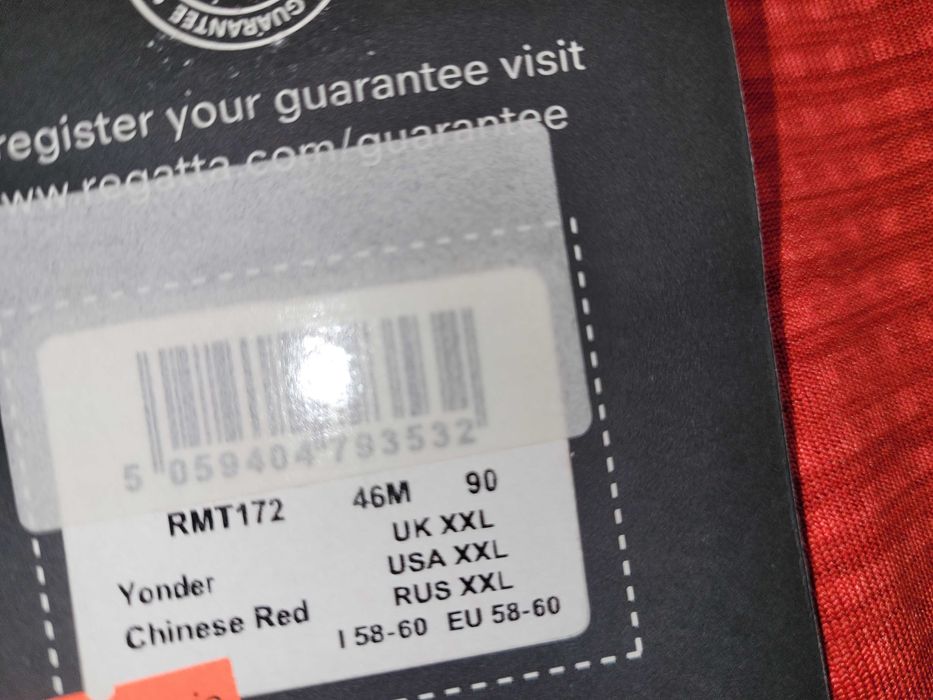 GUARANTEE
register your guarantee visit
www.regatta.com/guarantee
5 059404 793532
RMT172 46M 90
UK XXL
USA XXL
Yonder RUS XXL
Chinese Red I 58-60 EU 58-60